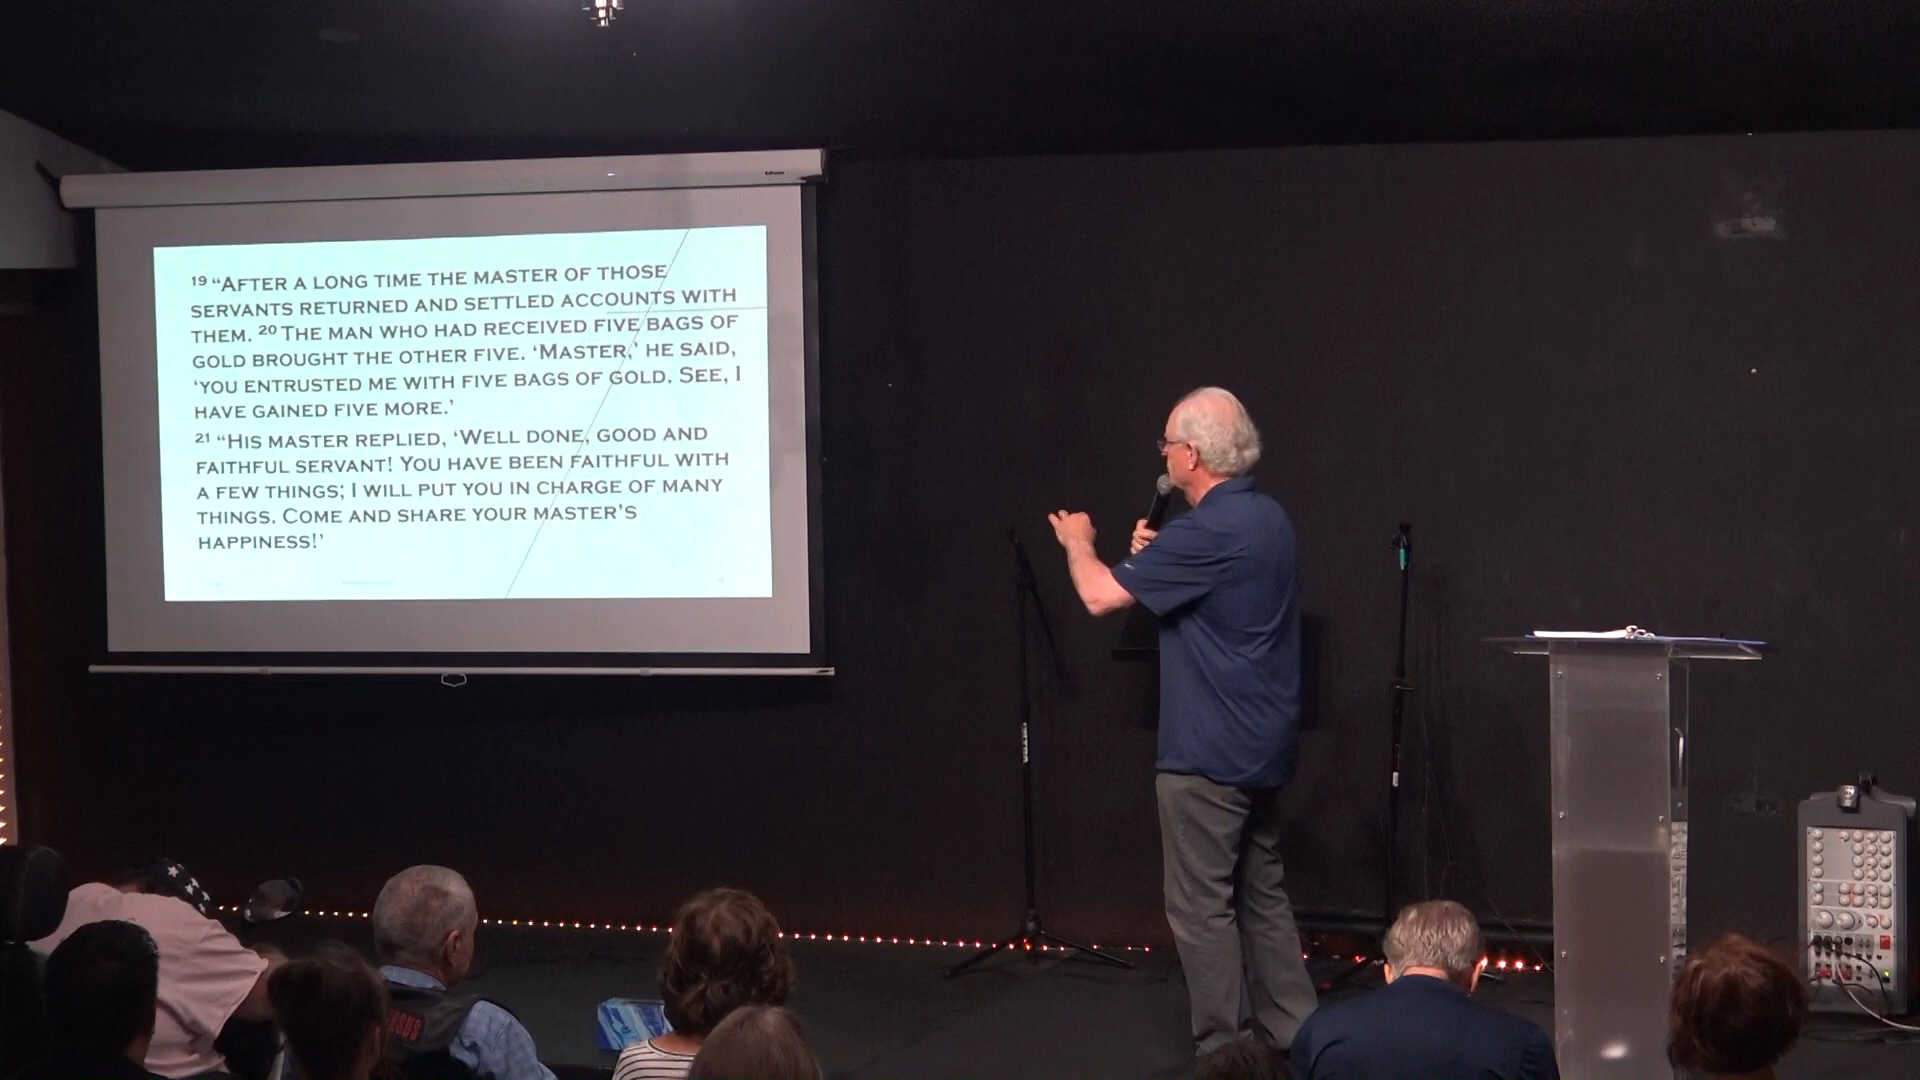 19 “AFTER A LONG TIME THE MASTER OF THOSE
SERVANTS RETURNED AND SETTLED ACCOUNTS WITH
THEM. 20 THE MAN WHO HAD RECEIVED FIVE BAGS OF
GOLD BROUGHT THE OTHER FIVE. ‘MASTER,’ HE SAID,
‘YOU ENTRUSTED ME WITH FIVE BAGS OF GOLD. SEE, I
HAVE GAINED FIVE MORE.’
21 “HIS MASTER REPLIED, ‘WELL DONE, GOOD AND
FAITHFUL SERVANT! YOU HAVE BEEN FAITHFUL WITH
A FEW THINGS; I WILL PUT YOU IN CHARGE OF MANY
THINGS. COME AND SHARE YOUR MASTER’S
HAPPINESS!’